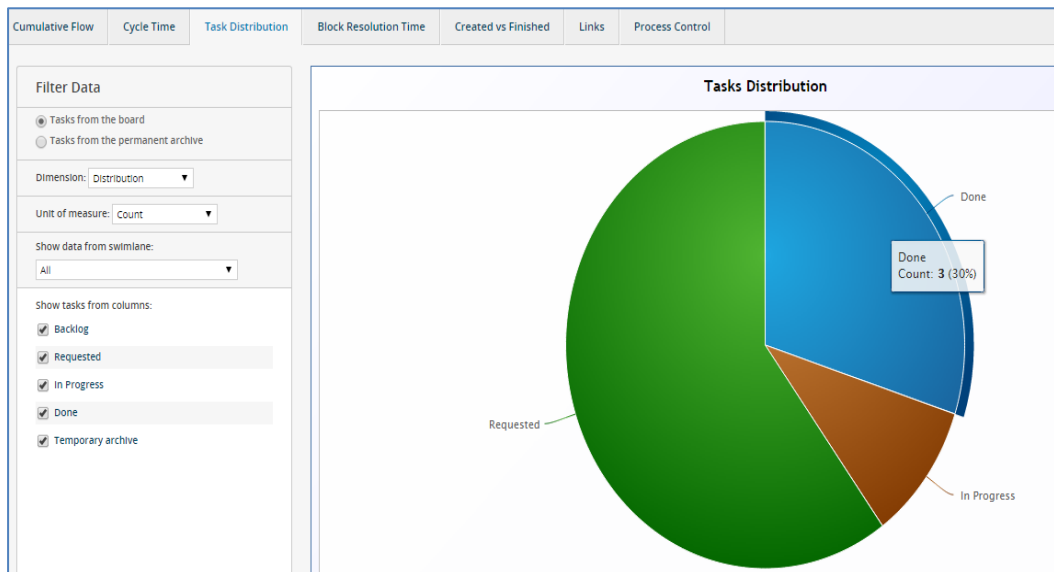 Cumulative Flow
Cycle Time
Task Distribution
Block Resolution Time
Created vs Finished
Links
Process Control
Filter Data
Tasks from the board
Tasks from the permanent archive
Dimension: Distribution
Unit of measure: Count
Show data from swimlane:
All
Show tasks from columns:
Backlog
Requested
In Progress
Done
Temporary archive
Tasks Distribution
Done
Done
Count: 3 (30%)
Requested
In Progress